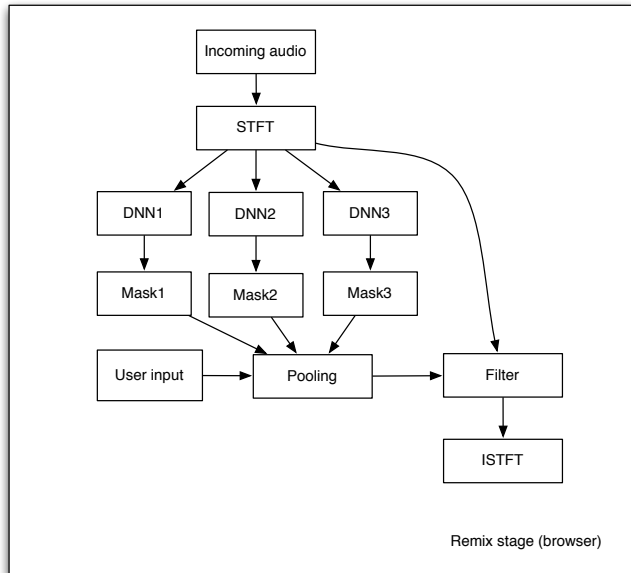 Incoming audio
STFT
DNN1
DNN2
DNN3
Mask1
Mask2
Mask3
User input
Pooling
Filter
ISTFT
Remix stage (browser)